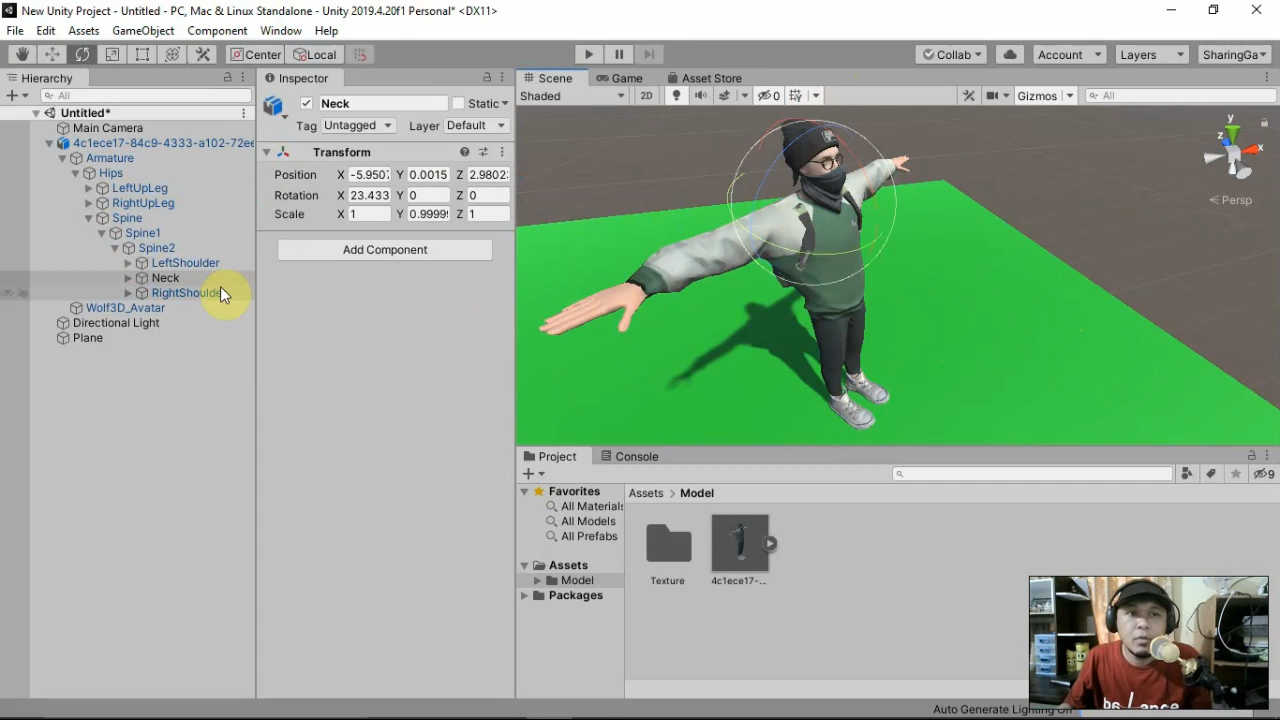 New Unity Project - Untitled - PC, Mac & Linux Standalone - Unity 2019.4.20f1 Personal* <DX11>
File Edit Assets GameObject Component Window Help
Center Local Collab Account Layers SharingGa
Hierarchy
All
Untitled*
Main Camera
4c1ece17-84c9-4333-a102-72ee
Armature
Hips
LeftUpLeg
RightUpLeg
Spine
Spine1
Spine2
LeftShoulder
Neck
RightShoulde
Wolf3D_Avatar
Directional Light
Plane
Inspector
Neck Static
Tag Untagged Layer Default
Transform
Position X -5.9507 Y 0.0015 Z 2.9802
Rotation X 23.433 Y 0 Z 0
Scale X 1 Y 0.9999 Z 1
Add Component
Scene Game Asset Store
Shaded 2D 0 Gizmos All
y
z
x
Persp
Project Console
9
Favorites
All Materials
All Models
All Prefabs
Assets
Model
Packages
Assets > Model
Texture
4c1ece17-...
Auto Generate Lighting On